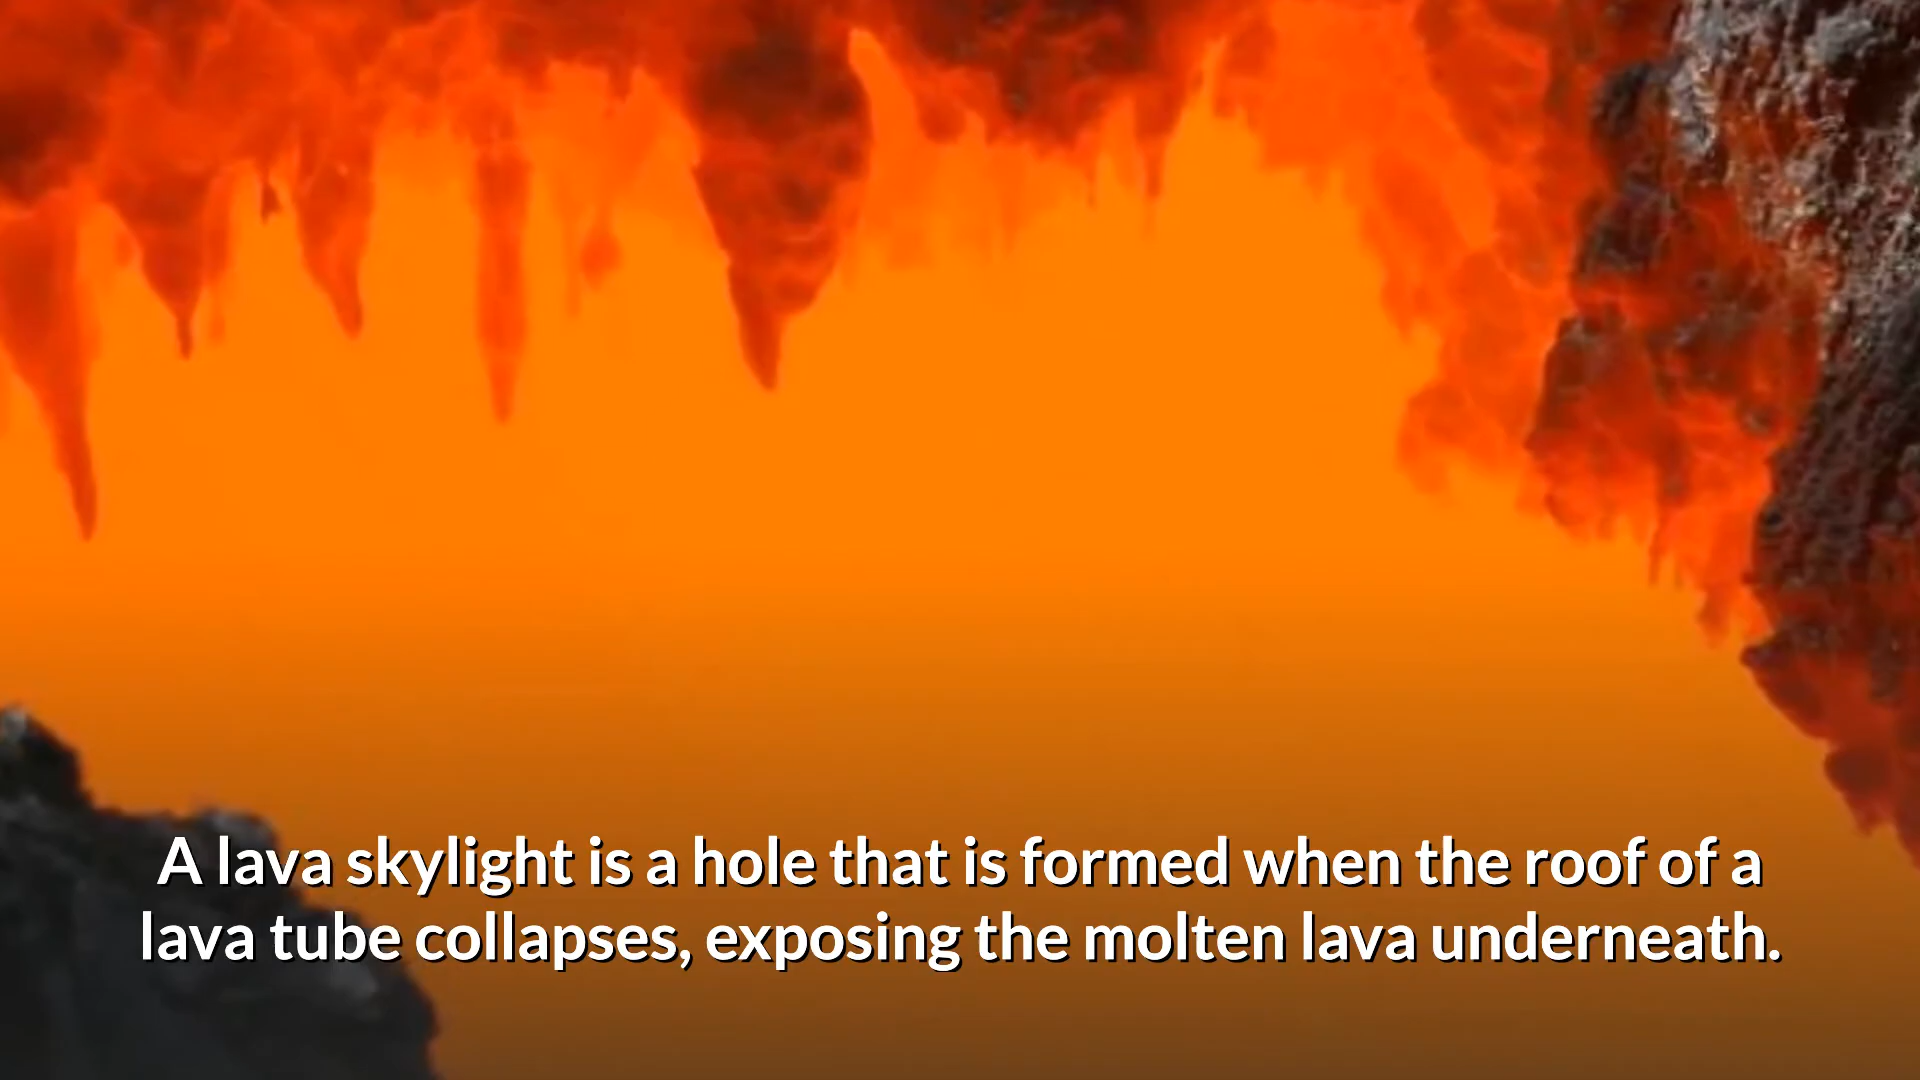 A lava skylight is a hole that is formed when the roof of a
lava tube collapses, exposing the molten lava underneath.